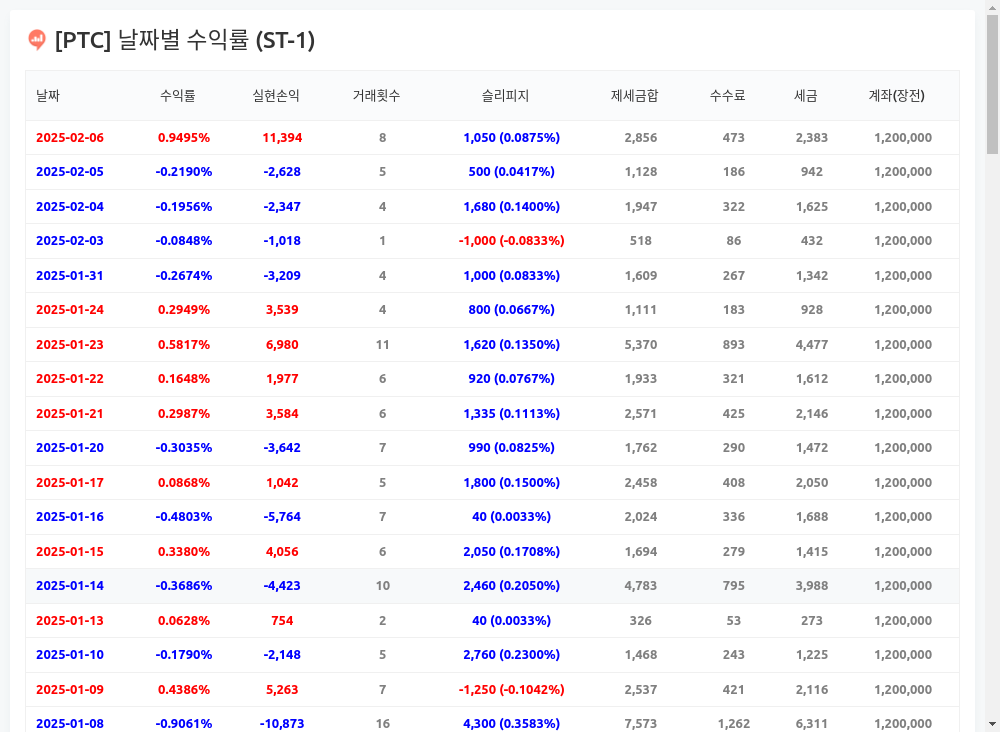 [PTC] 날짜별 수익률 (ST-1)
날짜 수익률 실현손익 거래횟수 슬리피지 제세금합 수수료 세금 계좌(장전)
2025-02-06 0.9495% 11,394 8 1,050 (0.0875%) 2,856 473 2,383 1,200,000
2025-02-05 -0.2190% -2,628 5 500 (0.0417%) 1,128 186 942 1,200,000
2025-02-04 -0.1956% -2,347 4 1,680 (0.1400%) 1,947 322 1,625 1,200,000
2025-02-03 -0.0848% -1,018 1 -1,000 (-0.0833%) 518 86 432 1,200,000
2025-01-31 -0.2674% -3,209 4 1,000 (0.0833%) 1,609 267 1,342 1,200,000
2025-01-24 0.2949% 3,539 4 800 (0.0667%) 1,111 183 928 1,200,000
2025-01-23 0.5817% 6,980 11 1,620 (0.1350%) 5,370 893 4,477 1,200,000
2025-01-22 0.1648% 1,977 6 920 (0.0767%) 1,933 321 1,612 1,200,000
2025-01-21 0.2987% 3,584 6 1,335 (0.1113%) 2,571 425 2,146 1,200,000
2025-01-20 -0.3035% -3,642 7 990 (0.0825%) 1,762 290 1,472 1,200,000
2025-01-17 0.0868% 1,042 5 1,800 (0.1500%) 2,458 408 2,050 1,200,000
2025-01-16 -0.4803% -5,764 7 40 (0.0033%) 2,024 336 1,688 1,200,000
2025-01-15 0.3380% 4,056 6 2,050 (0.1708%) 1,694 279 1,415 1,200,000
2025-01-14 -0.3686% -4,423 10 2,460 (0.2050%) 4,783 795 3,988 1,200,000
2025-01-13 0.0628% 754 2 40 (0.0033%) 326 53 273 1,200,000
2025-01-10 -0.1790% -2,148 5 2,760 (0.2300%) 1,468 243 1,225 1,200,000
2025-01-09 0.4386% 5,263 7 -1,250 (-0.1042%) 2,537 421 2,116 1,200,000
2025-01-08 -0.9061% -10,873 16 4,300 (0.3583%) 7,573 1,262 6,311 1,200,000